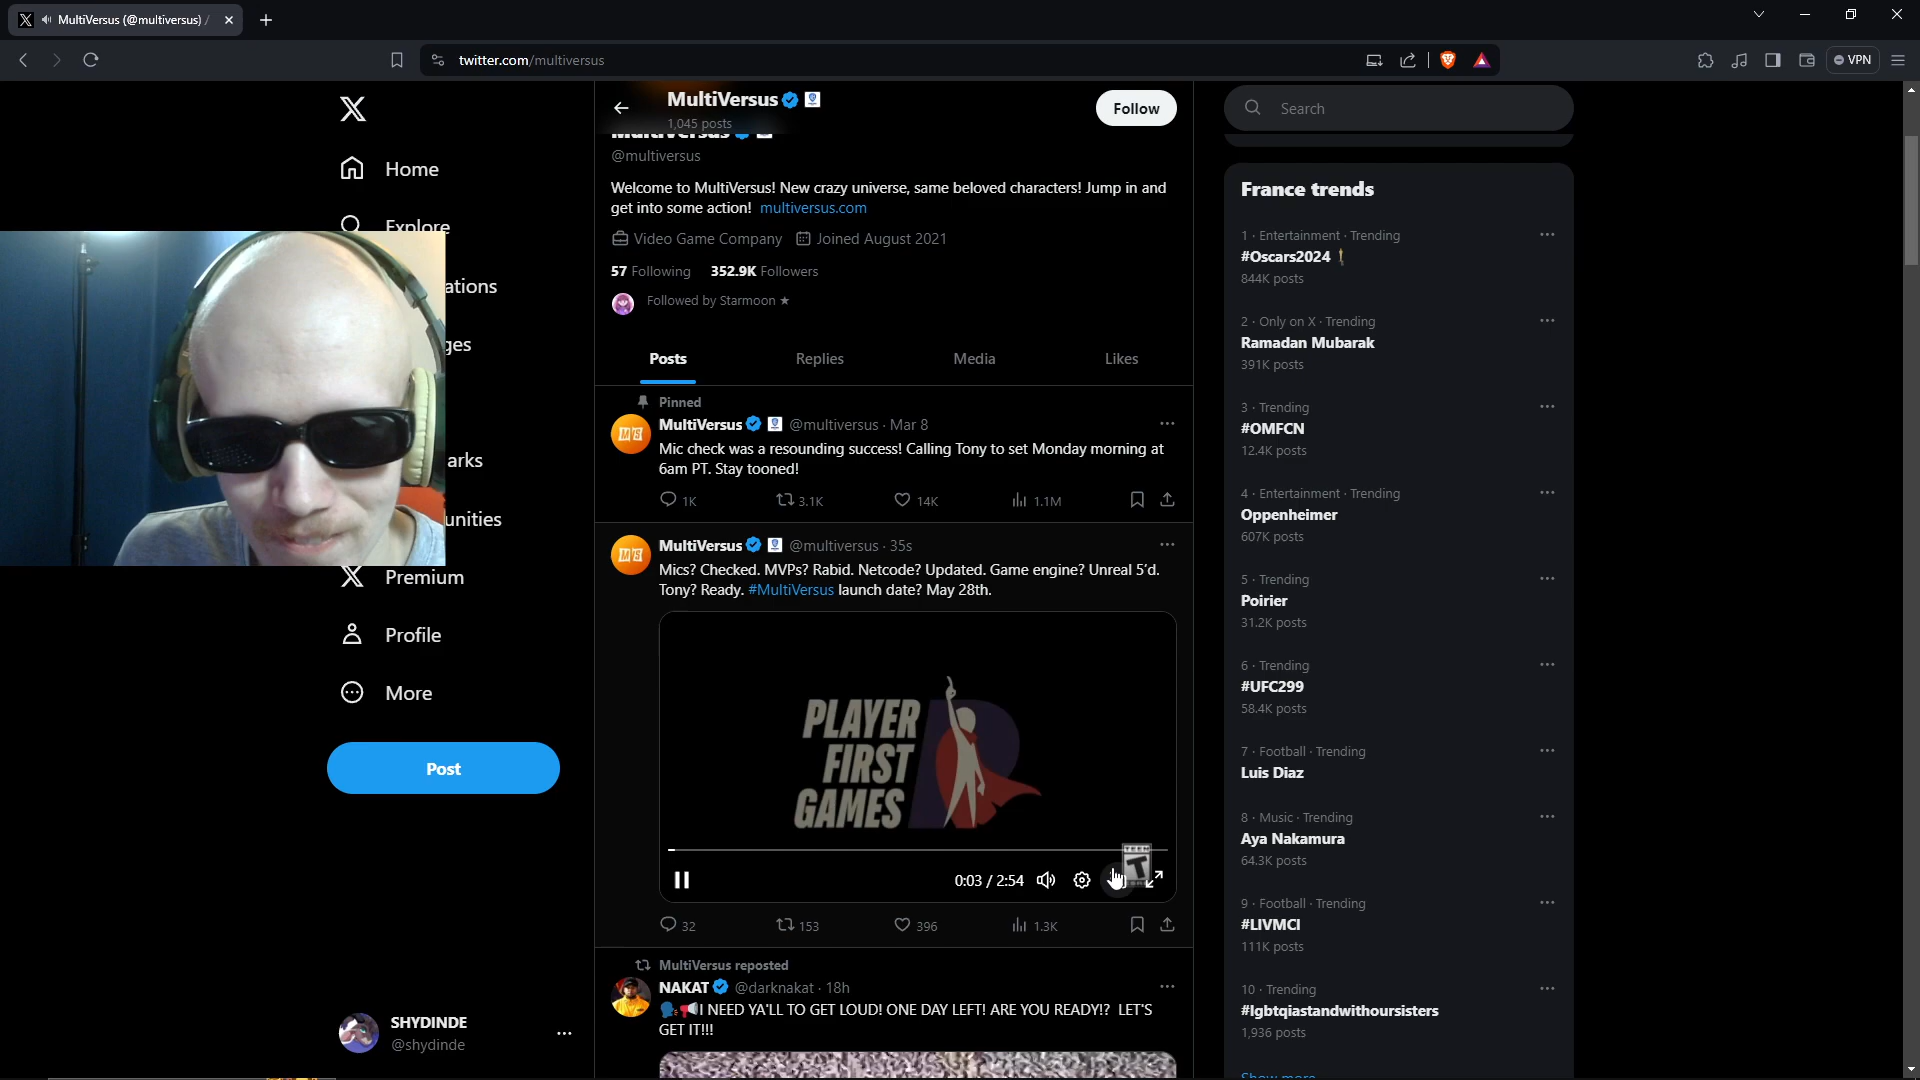 MultiVersus (@multiversus) /
twitter.com/multiversus
VPN
MultiVersus
1,045 posts
Follow
Search
@multiversus
Welcome to MultiVersus! New crazy universe, same beloved characters! Jump in and
get into some action! multiversus.com
Video Game Company Joined August 2021
57 Following 352.9K Followers
Followed by Starmoon ★
Posts Replies Media Likes
Pinned
MultiVersus @multiversus · Mar 8
Mic check was a resounding success! Calling Tony to set Monday morning at
6am PT. Stay tooned!
1K 3.1K 14K 1.1M
MultiVersus @multiversus · 35s
Mics? Checked. MVPs? Rabid. Netcode? Updated. Game engine? Unreal 5'd.
Tony? Ready. #MultiVersus launch date? May 28th.
PLAYER
FIRST
GAMES
TEEN
T
0:03 / 2:54
32 153 396 1.3K
MultiVersus reposted
NAKAT @darknakat · 18h
🗣️📢I NEED YA'LL TO GET LOUD! ONE DAY LEFT! ARE YOU READY!? LET'S
GET IT!!!
Home
Explore
ations
ges
arks
unities
Premium
Profile
More
Post
SHYDINDE
@shydinde
France trends
1 · Entertainment · Trending
#Oscars2024
844K posts
2 · Only on X · Trending
Ramadan Mubarak
391K posts
3 · Trending
#OMFCN
12.4K posts
4 · Entertainment · Trending
Oppenheimer
607K posts
5 · Trending
Poirier
31.2K posts
6 · Trending
#UFC299
58.4K posts
7 · Football · Trending
Luis Diaz
8 · Music · Trending
Aya Nakamura
64.3K posts
9 · Football · Trending
#LIVMCI
111K posts
10 · Trending
#lgbtqiastandwithoursisters
1,936 posts
Show more